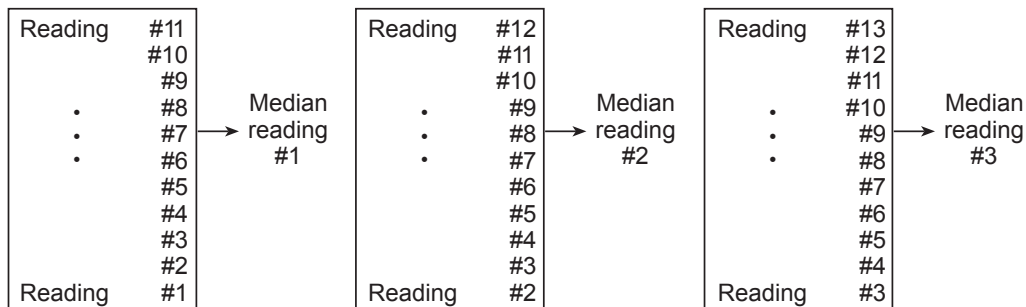 Reading #11
#10
#9
#8
#7
#6
#5
#4
#3
#2
Reading #1
Median
reading
#1
Reading #12
#11
#10
#9
#8
#7
#6
#5
#4
#3
Reading #2
Median
reading
#2
Reading #13
#12
#11
#10
#9
#8
#7
#6
#5
#4
Reading #3
Median
reading
#3